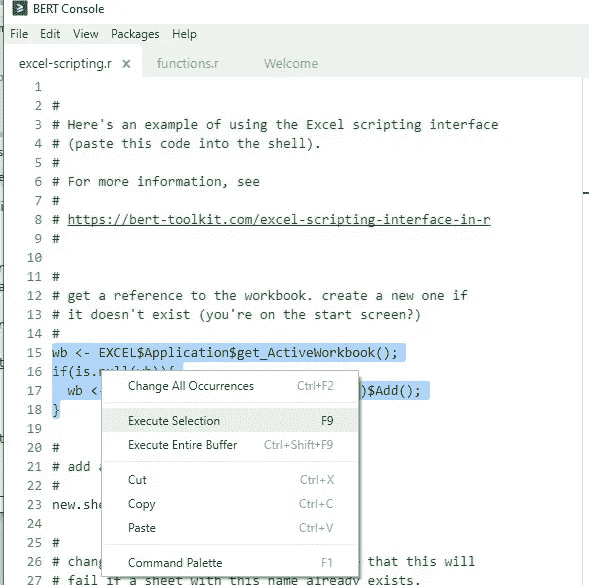 BERT Console
File Edit View Packages Help
excel-scripting.r × functions.r Welcome
1
2 #
3 # Here's an example of using the Excel scripting interface
4 # (paste this code into the shell).
5 #
6 # For more information, see
7 #
8 # https://bert-toolkit.com/excel-scripting-interface-in-r
9 #
10
11 #
12 # get a reference to the workbook. create a new one if
13 # it doesn't exist (you're on the start screen?)
14 #
15 wb <- EXCEL$Application$get_ActiveWorkbook();
16 if(is.null(wb)){
17 wb < )$Add();
18 }
19
20 #
21 # add
22 #
23 new.she
24
25 #
26 # chang that this will
27 # fail if a sheet with this name already exists.
Change All Occurrences Ctrl+F2
Execute Selection F9
Execute Entire Buffer Ctrl+Shift+F9
Cut Ctrl+X
Copy Ctrl+C
Paste Ctrl+V
Command Palette F1